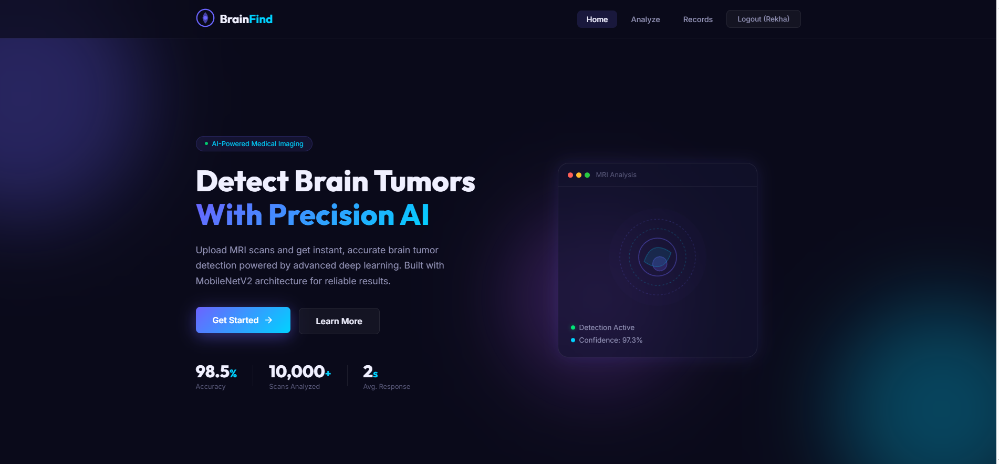 BrainFind
Home
Analyze
Records
Logout (Rekha)
AI-Powered Medical Imaging
Detect Brain Tumors
With Precision AI
Upload MRI scans and get instant, accurate brain tumor
detection powered by advanced deep learning. Built with
MobileNetV2 architecture for reliable results.
Get Started →
Learn More
98.5%
Accuracy
10,000+
Scans Analyzed
2s
Avg. Response
MRI Analysis
Detection Active
Confidence: 97.3%